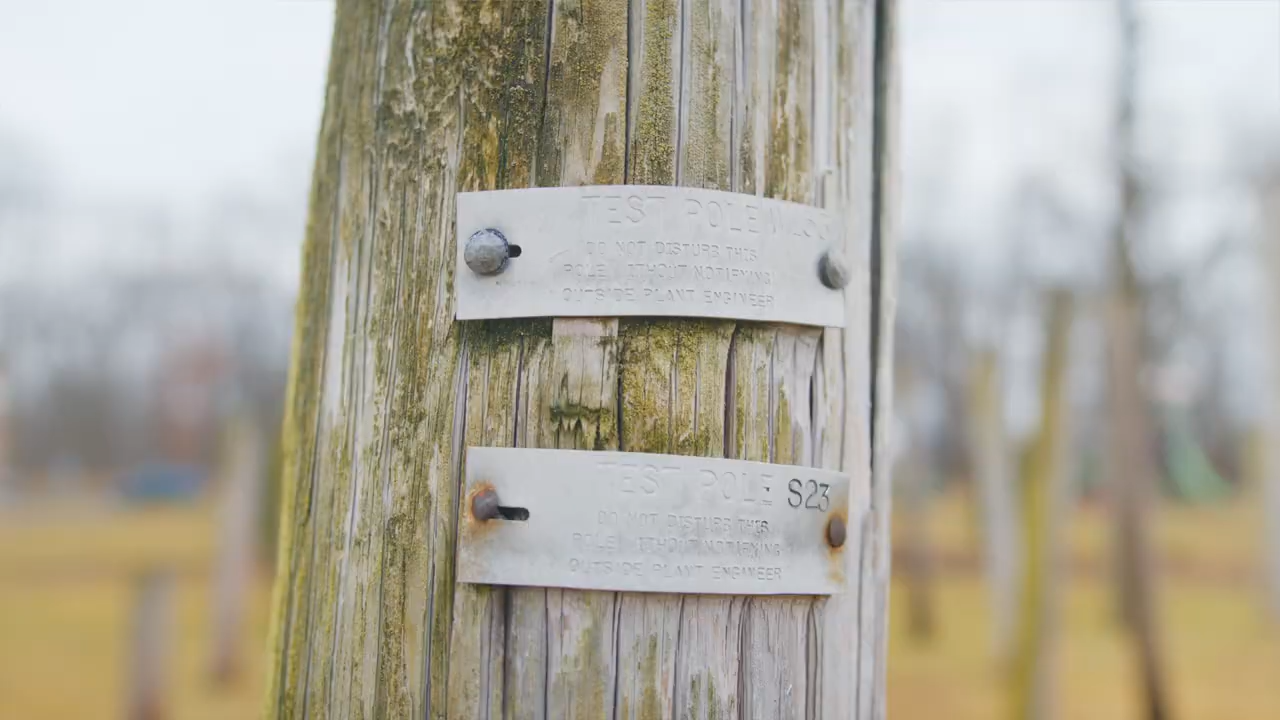 TEST POLE
DO NOT DISTURB THIS
POLE WITHOUT NOTIFYING
OUTSIDE PLANT ENGINEER
TEST POLE S23
DO NOT DISTURB THIS
POLE WITHOUT NOTIFYING
OUTSIDE PLANT ENGINEER